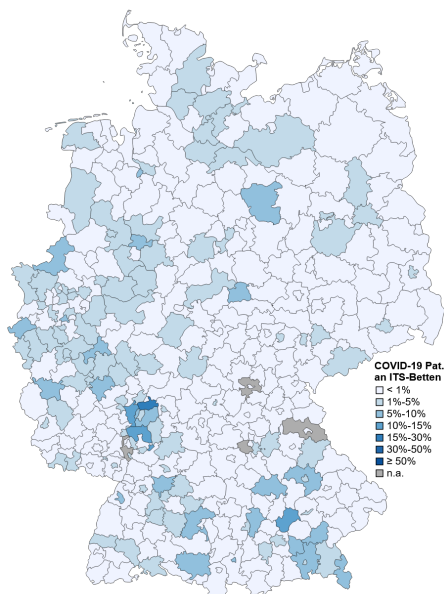 COVID-19 Pat.
an ITS-Betten
< 1%
1%-5%
5%-10%
10%-15%
15%-30%
30%-50%
≥ 50%
n.a.